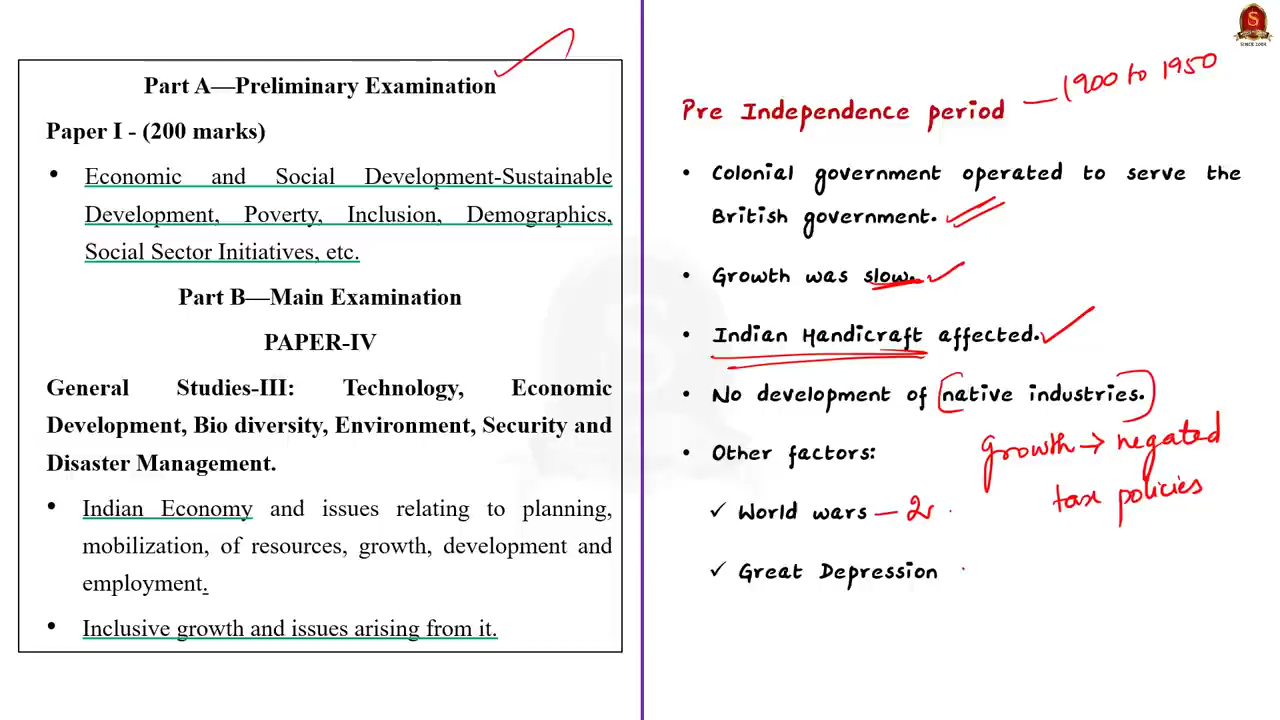 Part A—Preliminary Examination
Paper I - (200 marks)
• Economic and Social Development-Sustainable
Development, Poverty, Inclusion, Demographics,
Social Sector Initiatives, etc.
Part B—Main Examination
PAPER-IV
General Studies-III: Technology, Economic
Development, Bio diversity, Environment, Security and
Disaster Management.
• Indian Economy and issues relating to planning,
mobilization, of resources, growth, development and
employment.
• Inclusive growth and issues arising from it.
S
SINCE 2004
Pre Independence period — 1900 to 1950
• Colonial government operated to serve the
British government.
• Growth was slow.
• Indian Handicraft affected.
• No development of native industries.
• Other factors:
Growth → negated
tax policies
✓ World wars — 2
✓ Great Depression